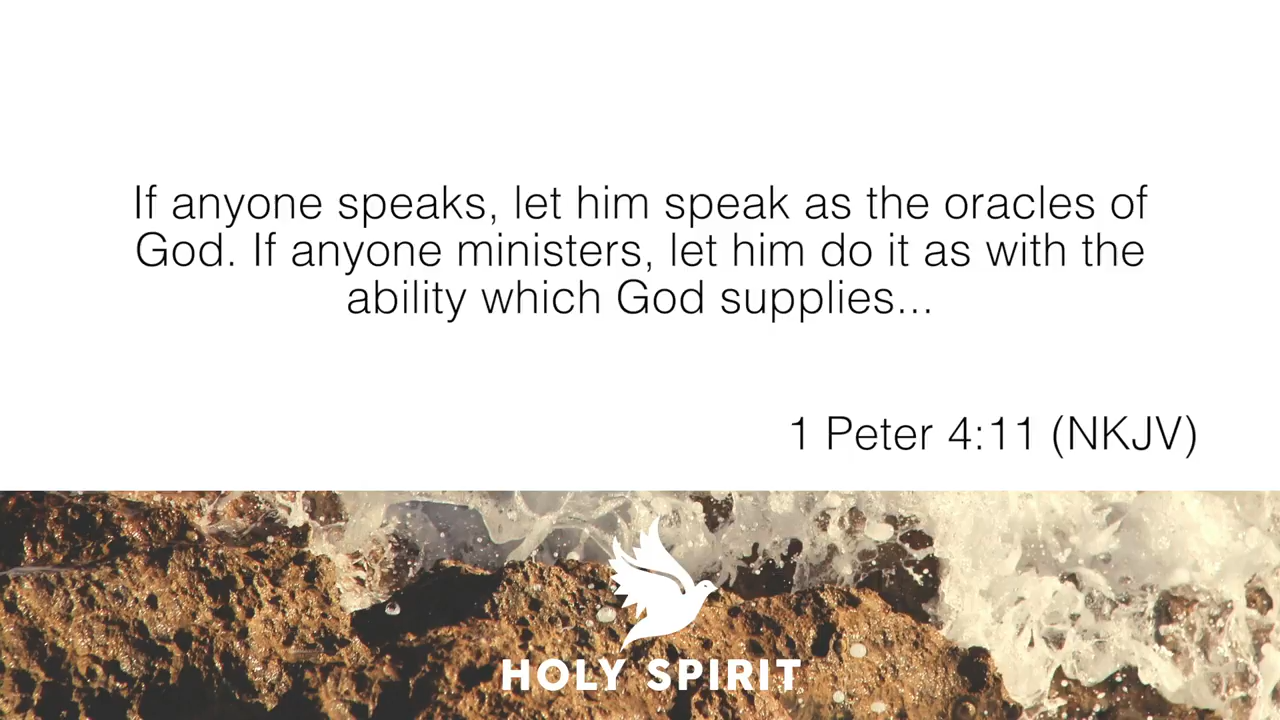 If anyone speaks, let him speak as the oracles of
God. If anyone ministers, let him do it as with the
ability which God supplies...
1 Peter 4:11 (NKJV)
HOLY SPIRIT